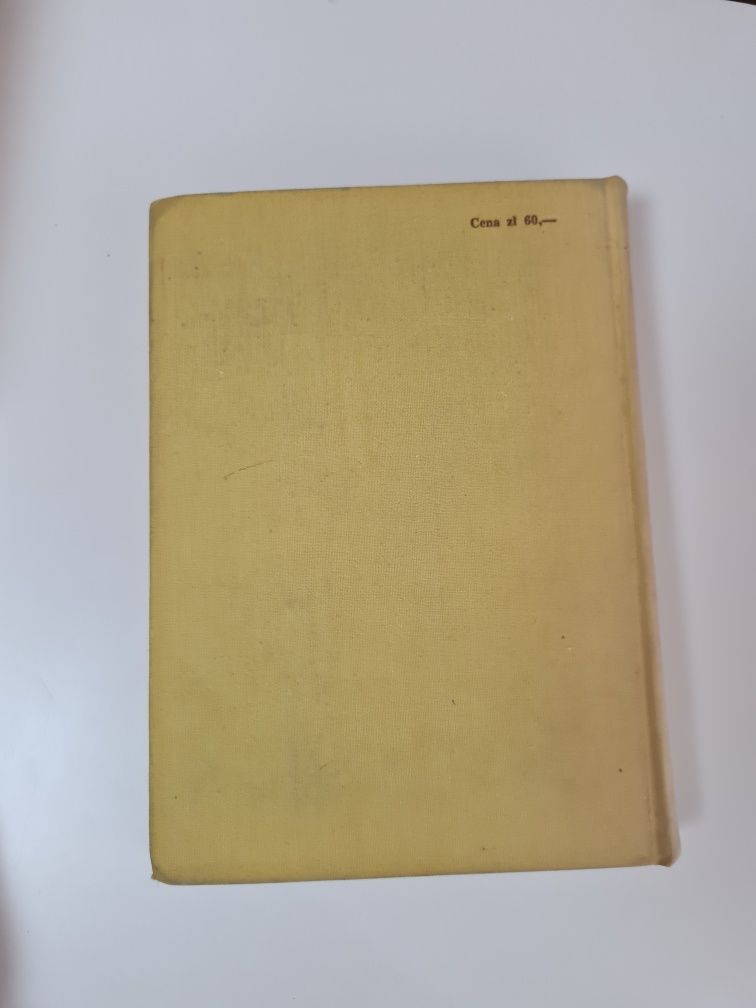 Cena zł 60,—